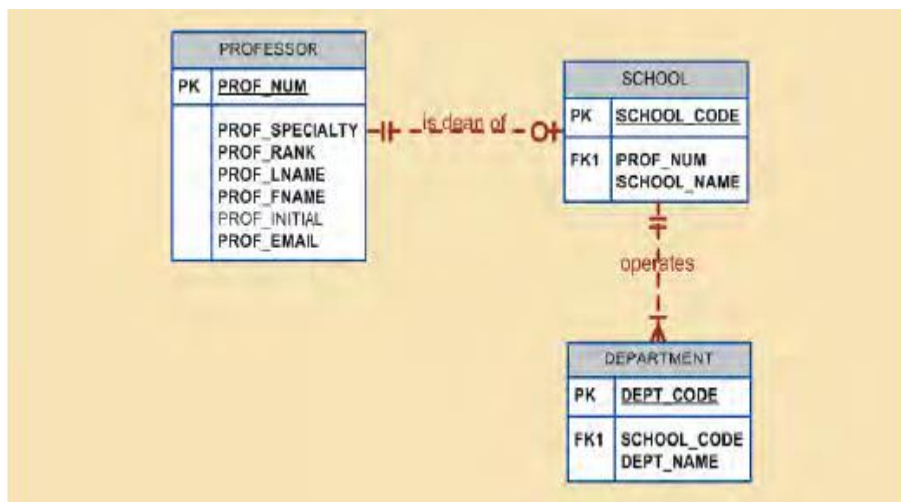 PROFESSOR
PK PROF_NUM
PROF_SPECIALTY
PROF_RANK
PROF_LNAME
PROF_FNAME
PROF_INITIAL
PROF_EMAIL
is dean of
SCHOOL
PK SCHOOL_CODE
FK1 PROF_NUM
SCHOOL_NAME
operates
DEPARTMENT
PK DEPT_CODE
FK1 SCHOOL_CODE
DEPT_NAME